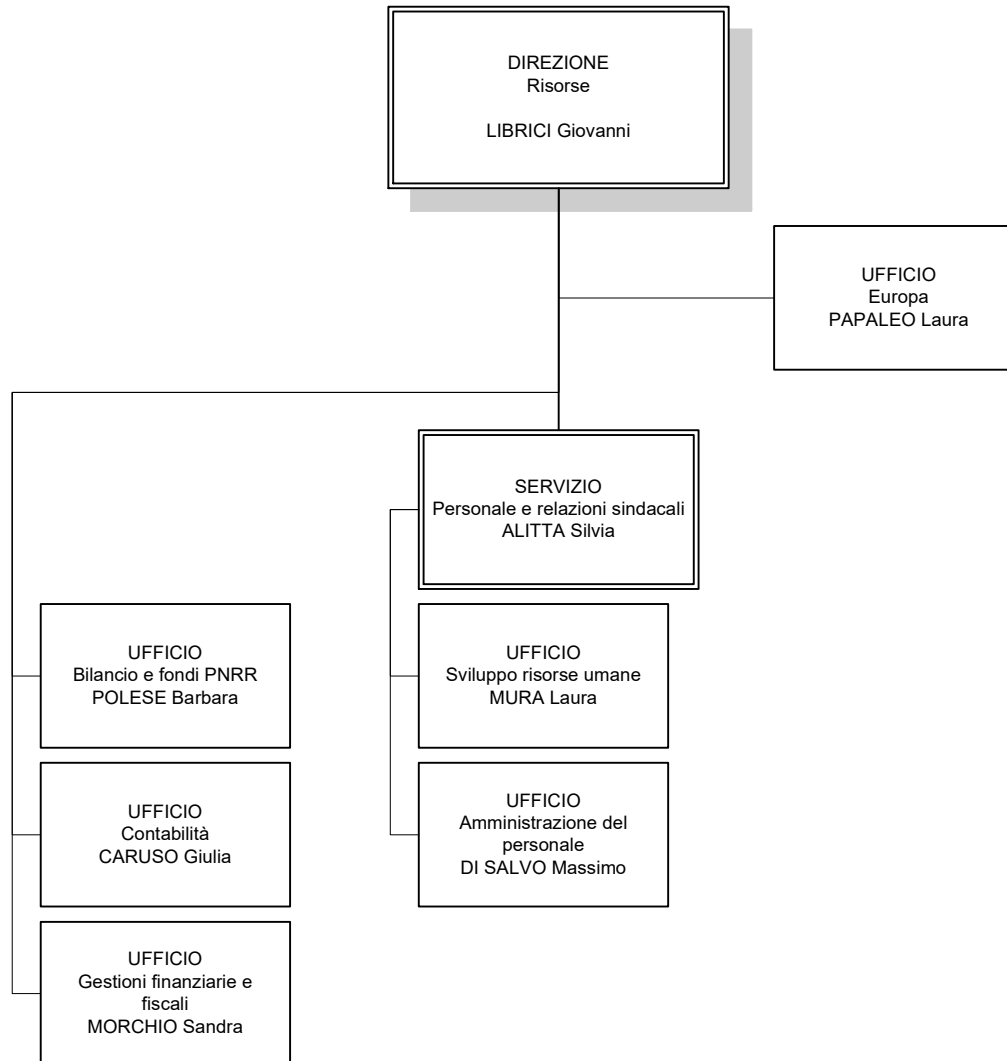 DIREZIONE
Risorse
LIBRICI Giovanni
UFFICIO
Europa
PAPALEO Laura
SERVIZIO
Personale e relazioni sindacali
ALITTA Silvia
UFFICIO
Bilancio e fondi PNRR
POLESE Barbara
UFFICIO
Sviluppo risorse umane
MURA Laura
UFFICIO
Contabilità
CARUSO Giulia
UFFICIO
Amministrazione del
personale
DI SALVO Massimo
UFFICIO
Gestioni finanziarie e
fiscali
MORCHIO Sandra